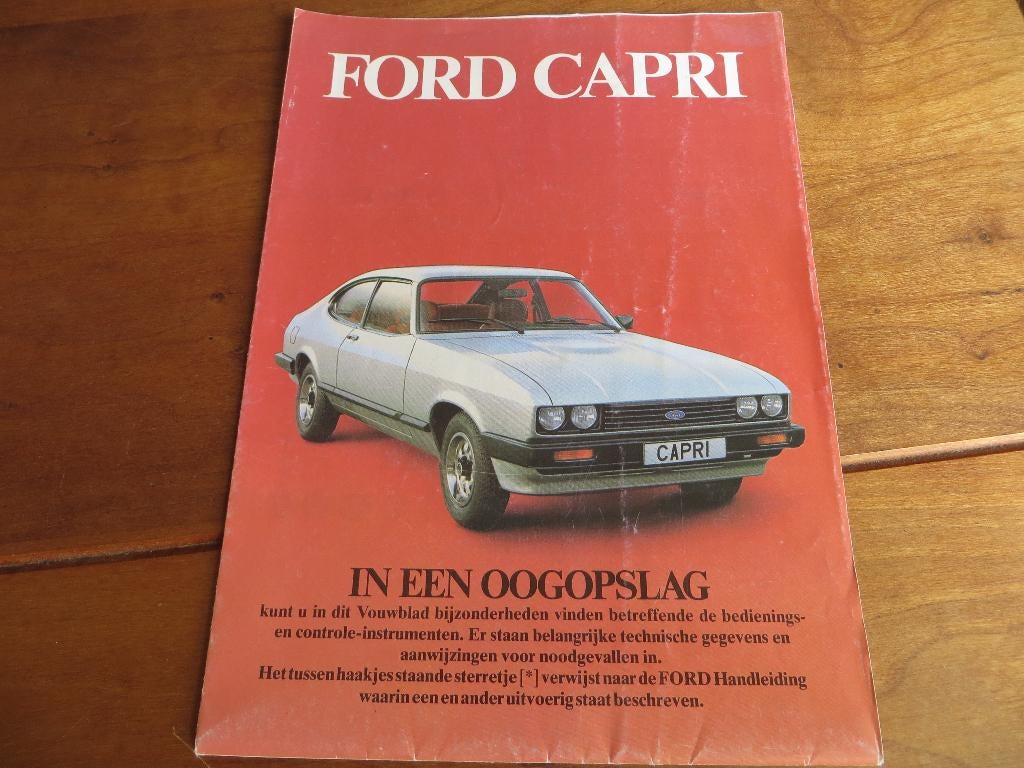 FORD CAPRI
Ford
CAPRI
IN EEN OOGOPSLAG
kunt u in dit Vouwblad bijzonderheden vinden betreffende de bedienings-
en controle-instrumenten. Er staan belangrijke technische gegevens en
aanwijzingen voor noodgevallen in.
Het tussen haakjes staande sterretje [*] verwijst naar de FORD Handleiding
waarin een en ander uitvoerig staat beschreven.